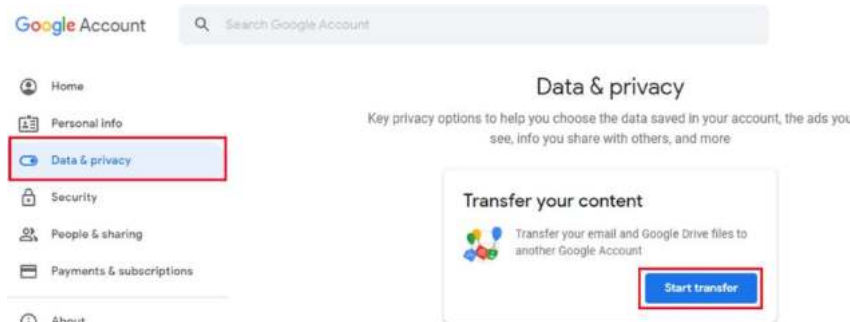 Google Account
Search Google Account
Home
Personal info
Data & privacy
Security
People & sharing
Payments & subscriptions
About
Data & privacy
Key privacy options to help you choose the data saved in your account, the ads you
see, info you share with others, and more
Transfer your content
Transfer your email and Google Drive files to
another Google Account
Start transfer